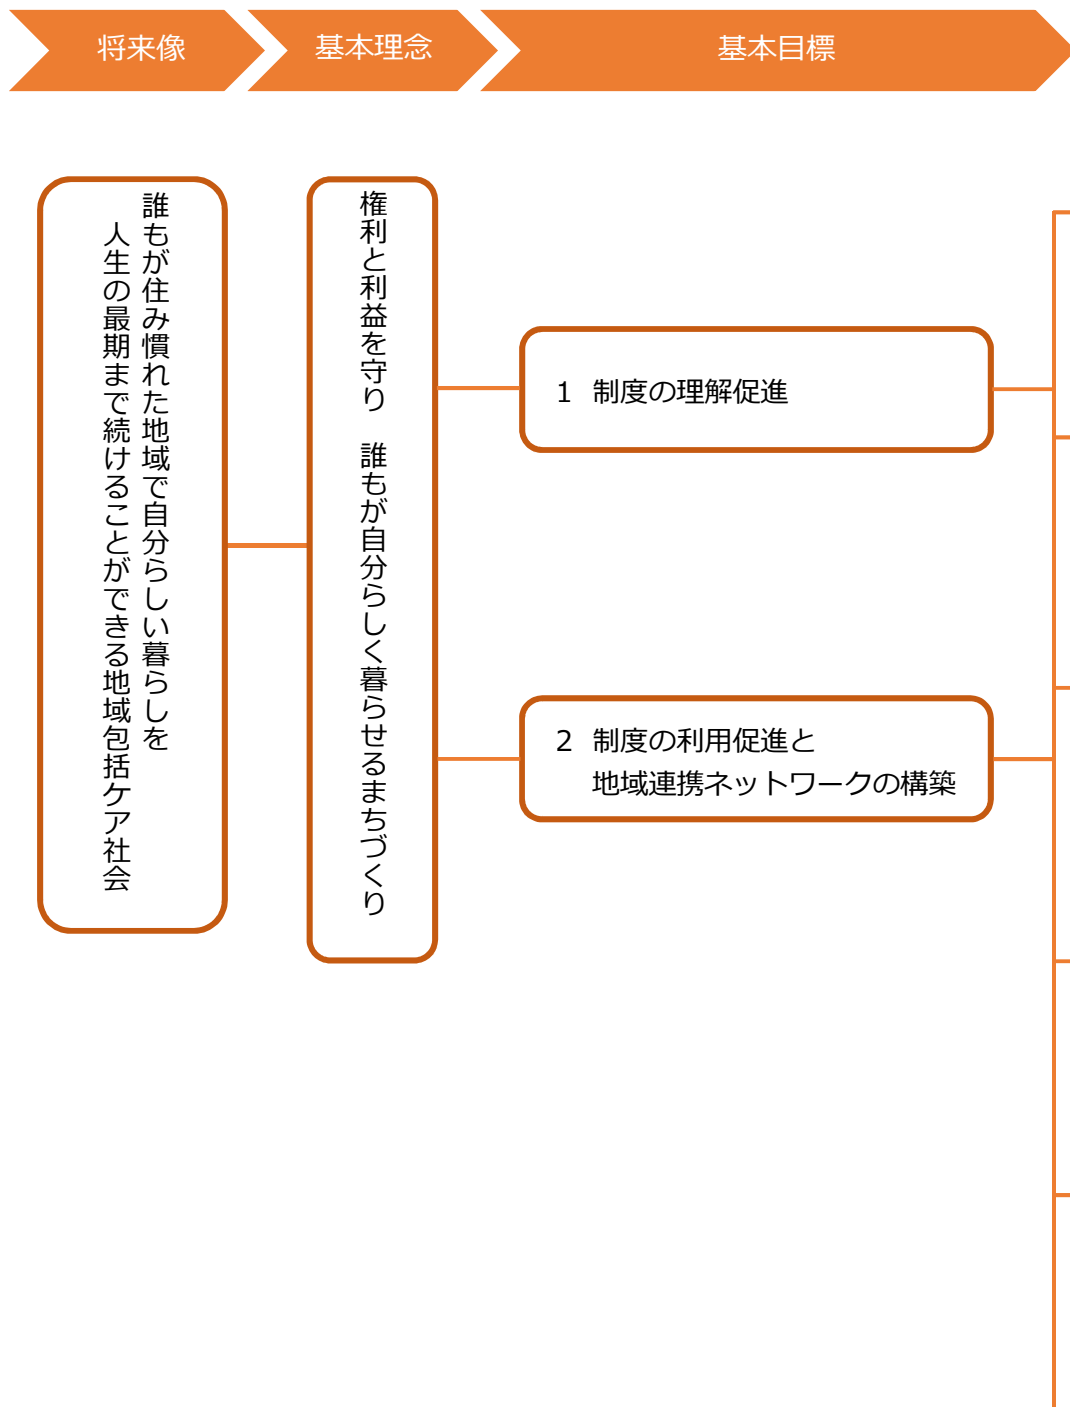 将来像
基本理念
基本目標
誰もが住み慣れた地域で自分らしい暮らしを
人生の最期まで続けることができる地域包括ケア社会
権利と利益を守り　誰もが自分らしく暮らせるまちづくり
1 制度の理解促進
2 制度の利用促進と
地域連携ネットワークの構築